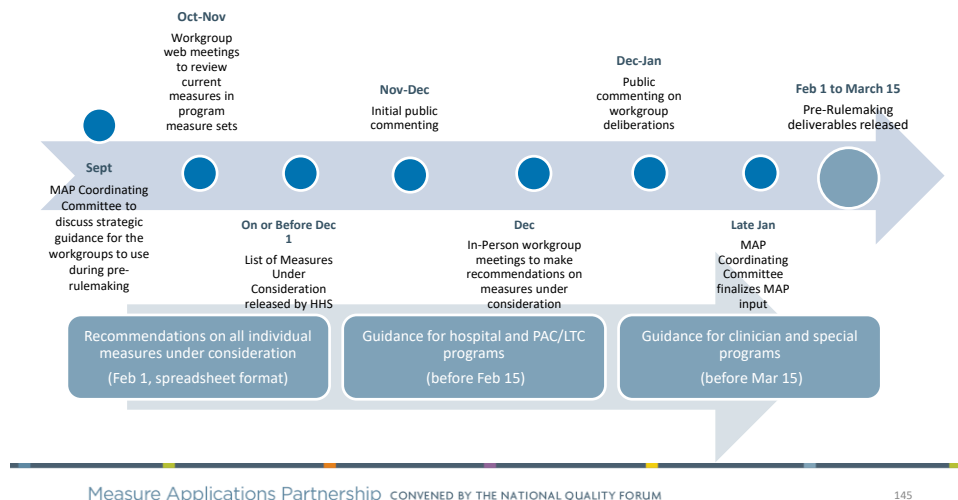 Oct-Nov
Workgroup
web meetings
to review
current
measures in
program
measure sets
Nov-Dec
Initial public
commenting
Dec-Jan
Public
commenting on
workgroup
deliberations
Feb 1 to March 15
Pre-Rulemaking
deliverables released
Sept
MAP Coordinating
Committee to
discuss strategic
guidance for the
workgroups to use
during pre-
rulemaking
On or Before Dec
1
List of Measures
Under
Consideration
released by HHS
Dec
In-Person workgroup
meetings to make
recommendations on
measures under
consideration
Late Jan
MAP
Coordinating
Committee
finalizes MAP
input
Recommendations on all individual
measures under consideration
(Feb 1, spreadsheet format)
Guidance for hospital and PAC/LTC
programs
(before Feb 15)
Guidance for clinician and special
programs
(before Mar 15)
Measure Applications Partnership CONVENED BY THE NATIONAL QUALITY FORUM
145